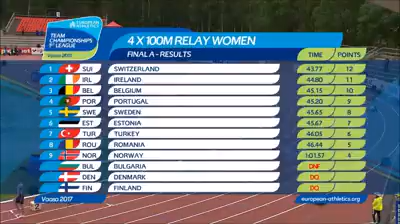 EUROPEAN ATHLETICS
TEAM CHAMPIONSHIPS
1ST LEAGUE
Vaasa 2017
4 X 100M RELAY WOMEN
FINAL A - RESULTS
TIME POINTS
1 SUI SWITZERLAND 43.77 12
2 IRL IRELAND 44.80 11
3 BEL BELGIUM 45.15 10
4 POR PORTUGAL 45.20 9
5 SWE SWEDEN 45.65 8
6 EST ESTONIA 45.67 7
7 TUR TURKEY 46.03 6
8 ROU ROMANIA 46.44 5
9 NOR NORWAY 1:01.57 4
BUL BULGARIA DNF
DEN DENMARK DQ
FIN FINLAND DQ
Vaasa 2017 european-athletics.org